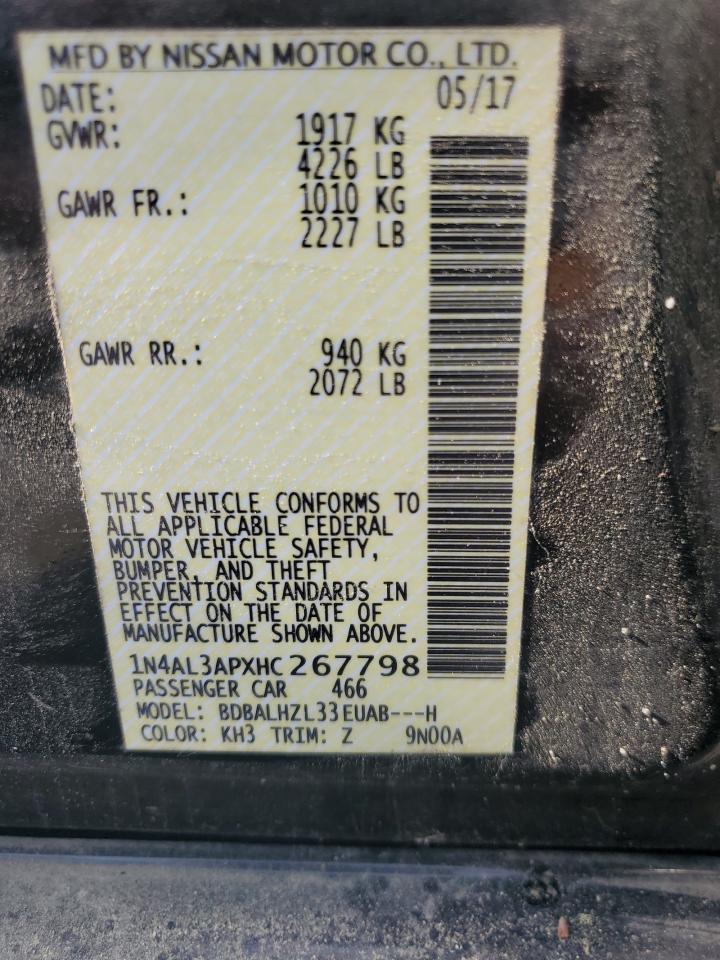 MFD BY NISSAN MOTOR CO., LTD.
DATE: 05/17
GVWR: 1917 KG
4226 LB
GAWR FR.: 1010 KG
2227 LB
GAWR RR.: 940 KG
2072 LB
THIS VEHICLE CONFORMS TO
ALL APPLICABLE FEDERAL
MOTOR VEHICLE SAFETY,
BUMPER, AND THEFT
PREVENTION STANDARDS IN
EFFECT ON THE DATE OF
MANUFACTURE SHOWN ABOVE.
1N4AL3APXHC267798
PASSENGER CAR 466
MODEL: BDBALHZL33EUAB---H
COLOR: KH3 TRIM: Z 9N00A